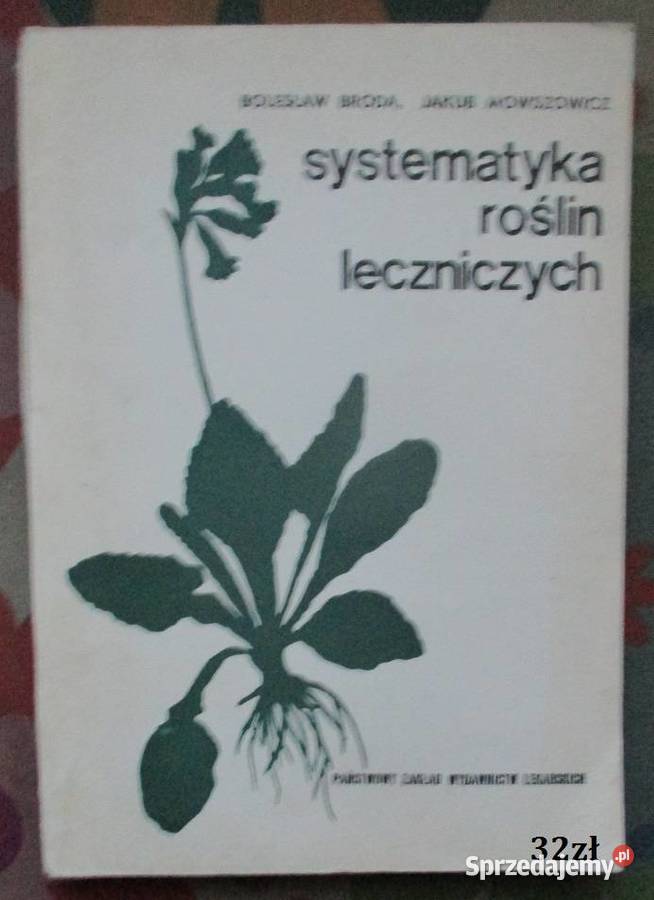 BOLESŁAW BRODA, JAKUB MOWSZOWICZ
systematyka
roślin
leczniczych
PAŃSTWOWY ZAKŁAD WYDAWNICTW LEKARSKICH
32zł
Sprzedajemy.pl